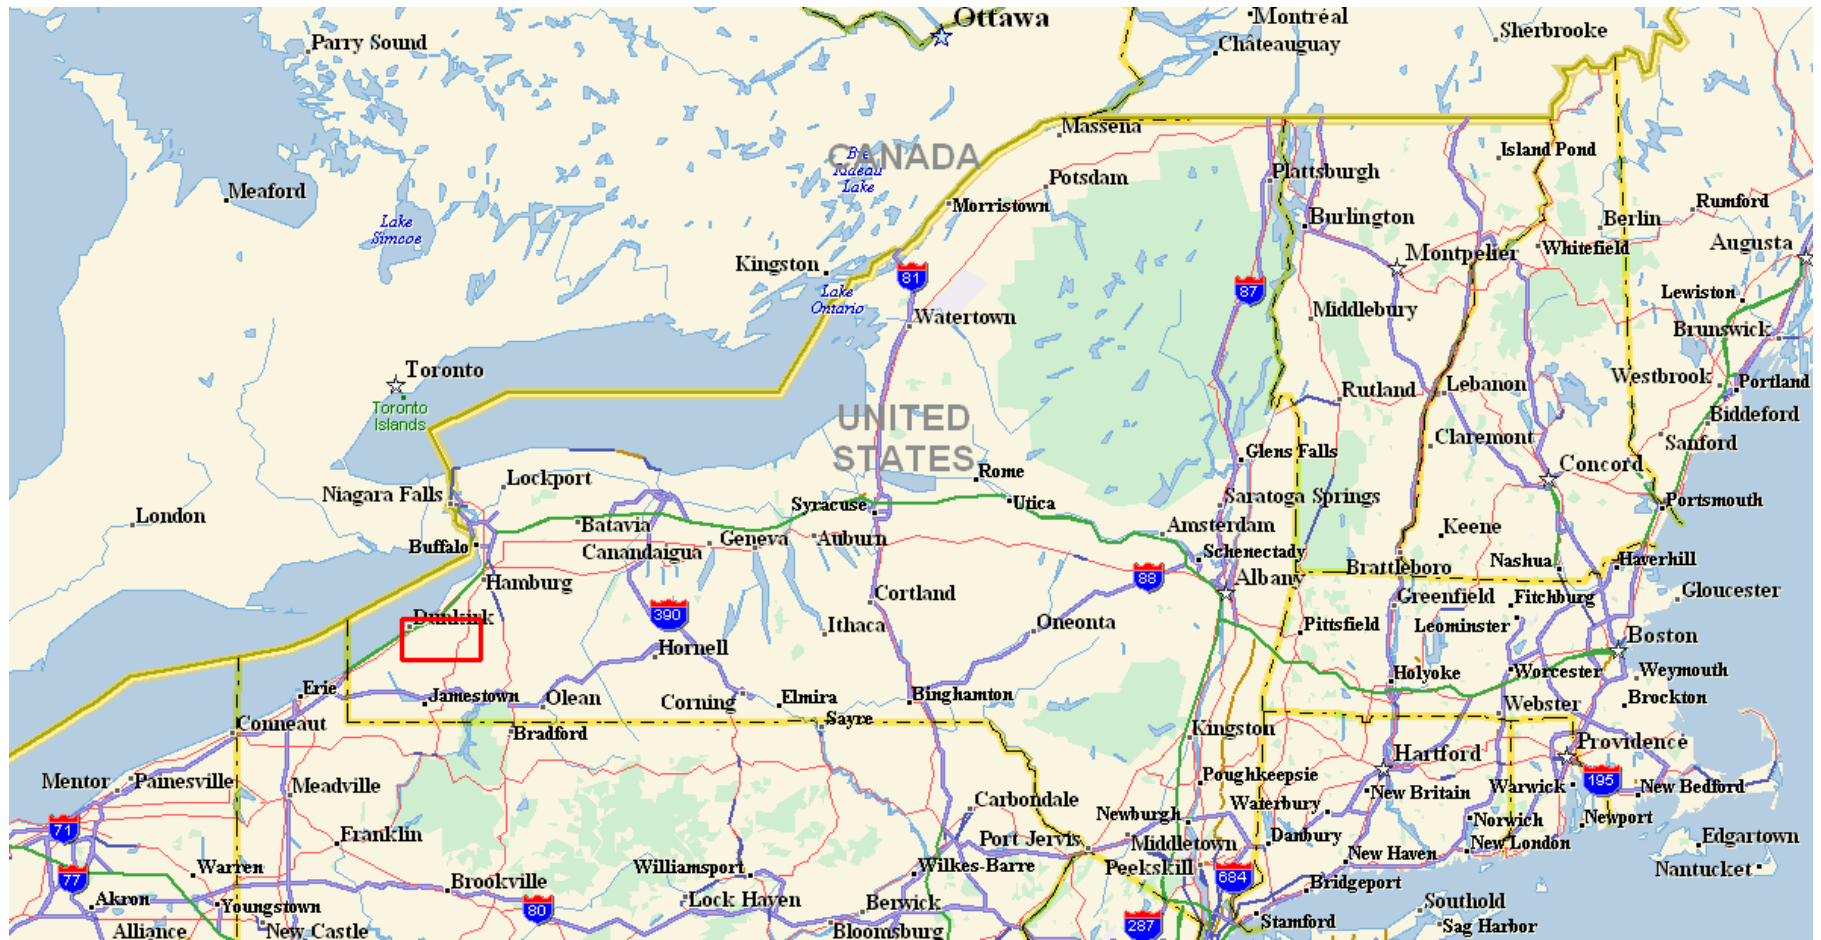 Ottawa
Montréal
Châteauguay
Sherbrooke
Parry Sound
Massena
CANADA
Big
Rideau
Lake
Island Pond
Plattsburgh
Potsdam
Meaford
Morristown
Rumford
Lake
Simcoe
Burlington
Berlin
Montpelier
Whitefield
Augusta
Kingston
81
87
Lake
Ontario
Lewiston
Middlebury
Watertown
Brunswick
Toronto
Toronto
Islands
Westbrook
Portland
Rutland
Lebanon
UNITED
STATES
Biddeford
Claremont
Sanford
Glens Falls
Rome
Concord
Lockport
Niagara Falls
Saratoga Springs
Syracuse
Utica
Portsmouth
London
Batavia
Amsterdam
Keene
Geneva
Auburn
Buffalo
Canandaigua
Schenectady
Nashua
Haverhill
Brattleboro
88
Albany
Hamburg
Cortland
Greenfield
Fitchburg
Gloucester
390
Dunkirk
Ithaca
Oneonta
Pittsfield
Leominster
Boston
Hornell
Holyoke
Worcester
Weymouth
Erie
Jamestown
Olean
Corning
Elmira
Binghamton
Webster
Brockton
Conneaut
Sayre
Bradford
Kingston
Providence
Hartford
Mentor
Painesville
Meadville
Poughkeepsie
195
New Britain
Warwick
New Bedford
Carbondale
Waterbury
Newburgh
Norwich
Newport
71
Franklin
Port Jervis
Middletown
Danbury
New London
Edgartown
New Haven
Warren
Williamsport
Wilkes-Barre
Peekskill
Nantucket
77
684
Brookville
Bridgeport
Akron
Youngstown
80
Lock Haven
Berwick
Southold
Alliance
New Castle
Bloomsburg
287
Stamford
Sag Harbor